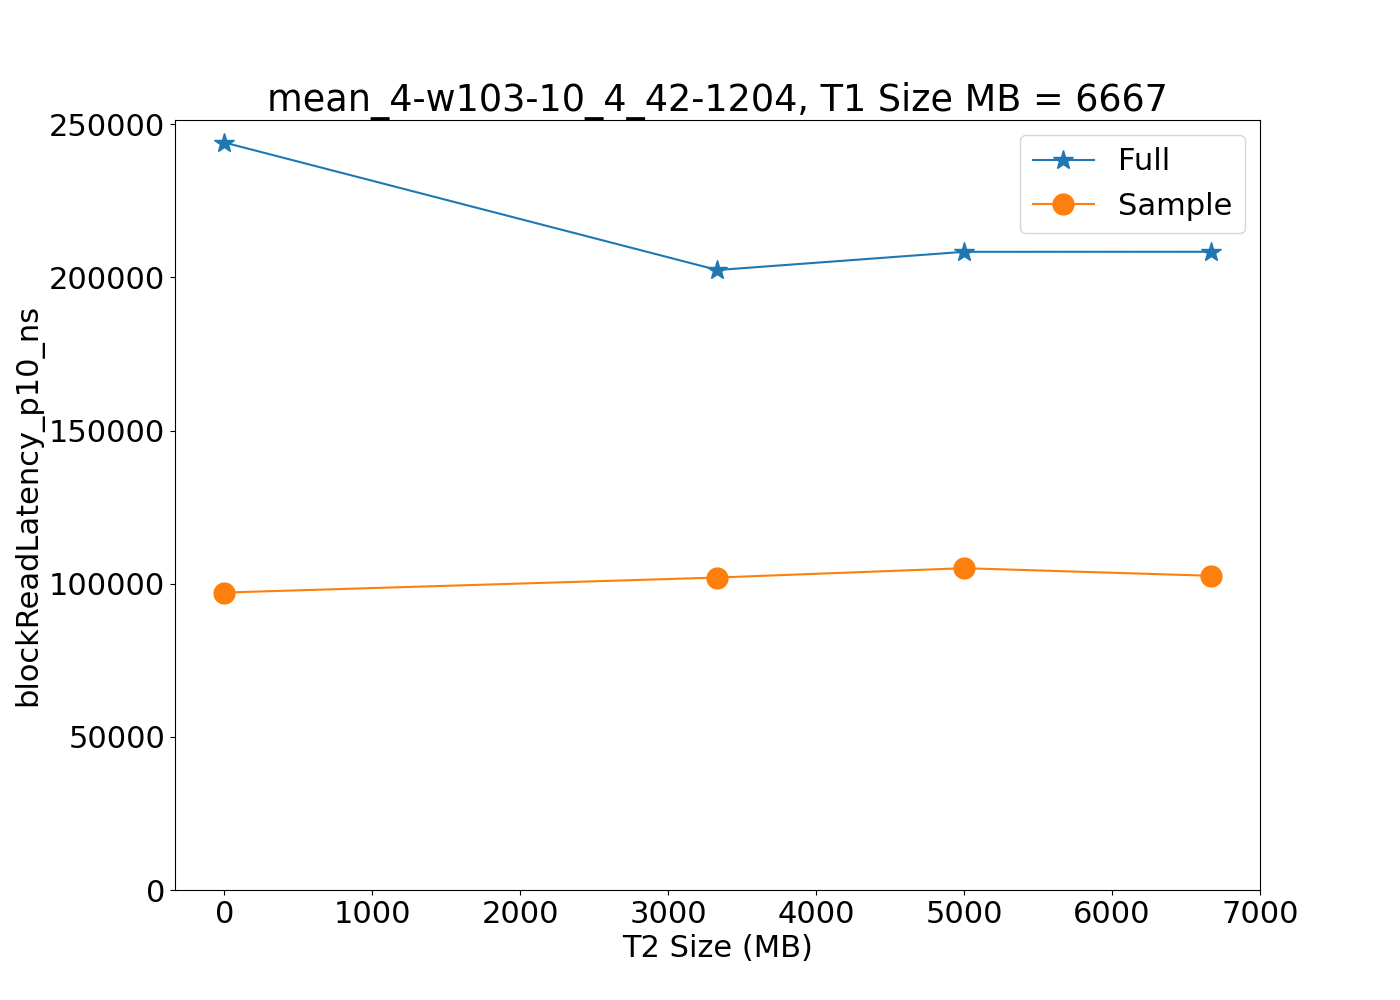 mean_4-w103-10_4_42-1204, T1 Size MB = 6667
250000
200000
150000
100000
50000
0
blockReadLatency_p10_ns
Full
Sample
0 1000 2000 3000 4000 5000 6000 7000
T2 Size (MB)